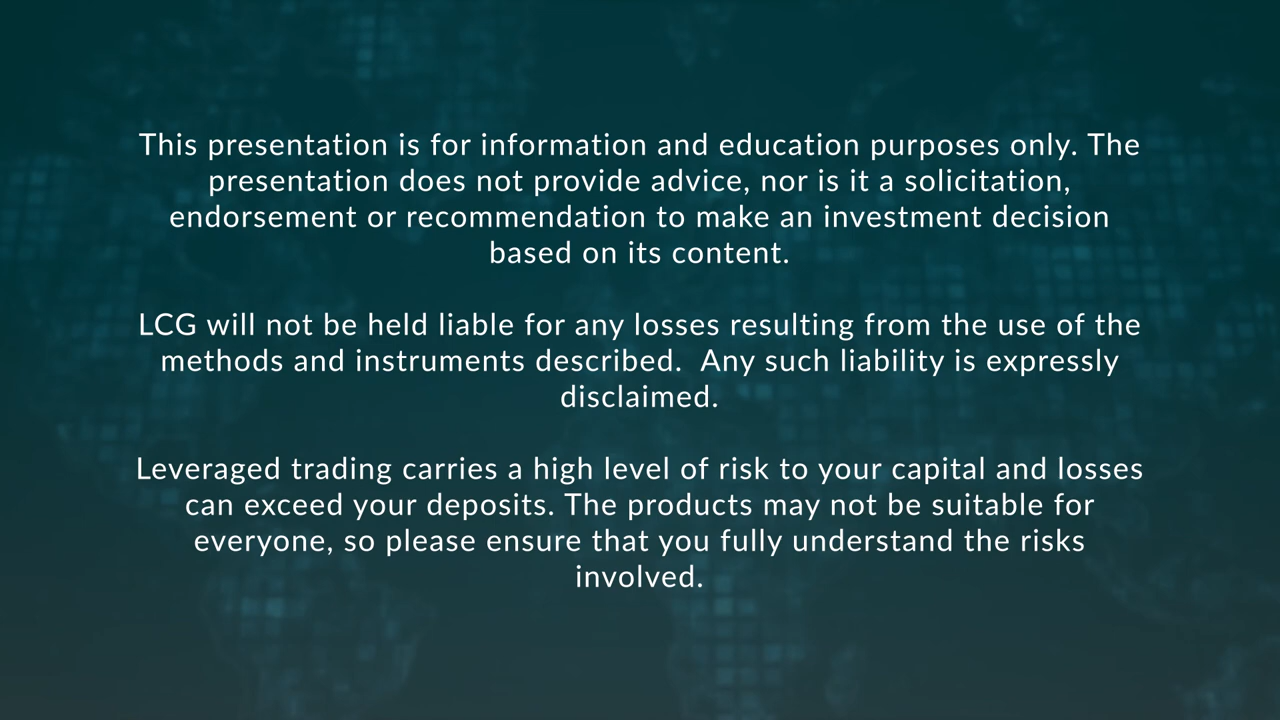 This presentation is for information and education purposes only. The
presentation does not provide advice, nor is it a solicitation,
endorsement or recommendation to make an investment decision
based on its content.
LCG will not be held liable for any losses resulting from the use of the
methods and instruments described.  Any such liability is expressly
disclaimed.
Leveraged trading carries a high level of risk to your capital and losses
can exceed your deposits. The products may not be suitable for
everyone, so please ensure that you fully understand the risks
involved.